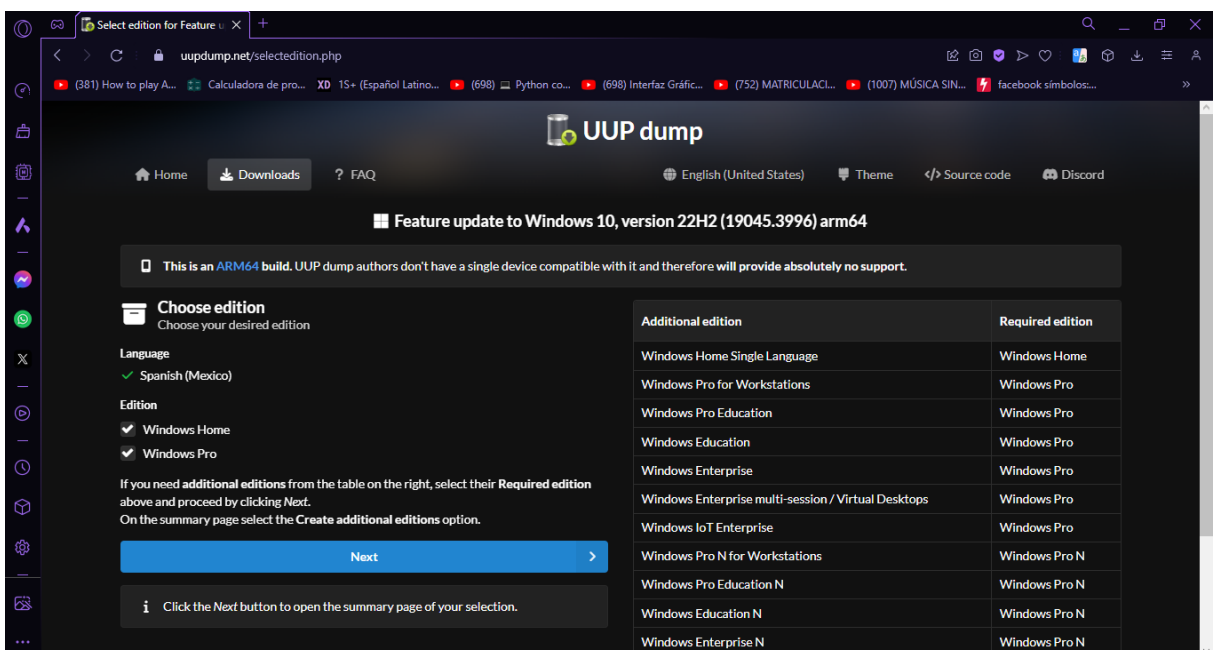 Select edition for Feature u
uupdump.net/selectedition.php
(381) How to play A...
Calculadora de pro...
XD 1S+ (Español Latino...
(698) 💻 Python co...
(698) Interfaz Gráfic...
(752) MATRICULACI...
(1007) MÚSICA SIN...
facebook símbolos:...
UUP dump
Home
Downloads
? FAQ
English (United States)
Theme
</> Source code
Discord
Feature update to Windows 10, version 22H2 (19045.3996) arm64
This is an ARM64 build. UUP dump authors don't have a single device compatible with it and therefore will provide absolutely no support.
Choose edition
Choose your desired edition
Language
Spanish (Mexico)
Edition
Windows Home
Windows Pro
If you need additional editions from the table on the right, select their Required edition
above and proceed by clicking Next.
On the summary page select the Create additional editions option.
Next
i Click the Next button to open the summary page of your selection.
Additional edition Required edition
Windows Home Single Language Windows Home
Windows Pro for Workstations Windows Pro
Windows Pro Education Windows Pro
Windows Education Windows Pro
Windows Enterprise Windows Pro
Windows Enterprise multi-session / Virtual Desktops Windows Pro
Windows IoT Enterprise Windows Pro
Windows Pro N for Workstations Windows Pro N
Windows Pro Education N Windows Pro N
Windows Education N Windows Pro N
Windows Enterprise N Windows Pro N